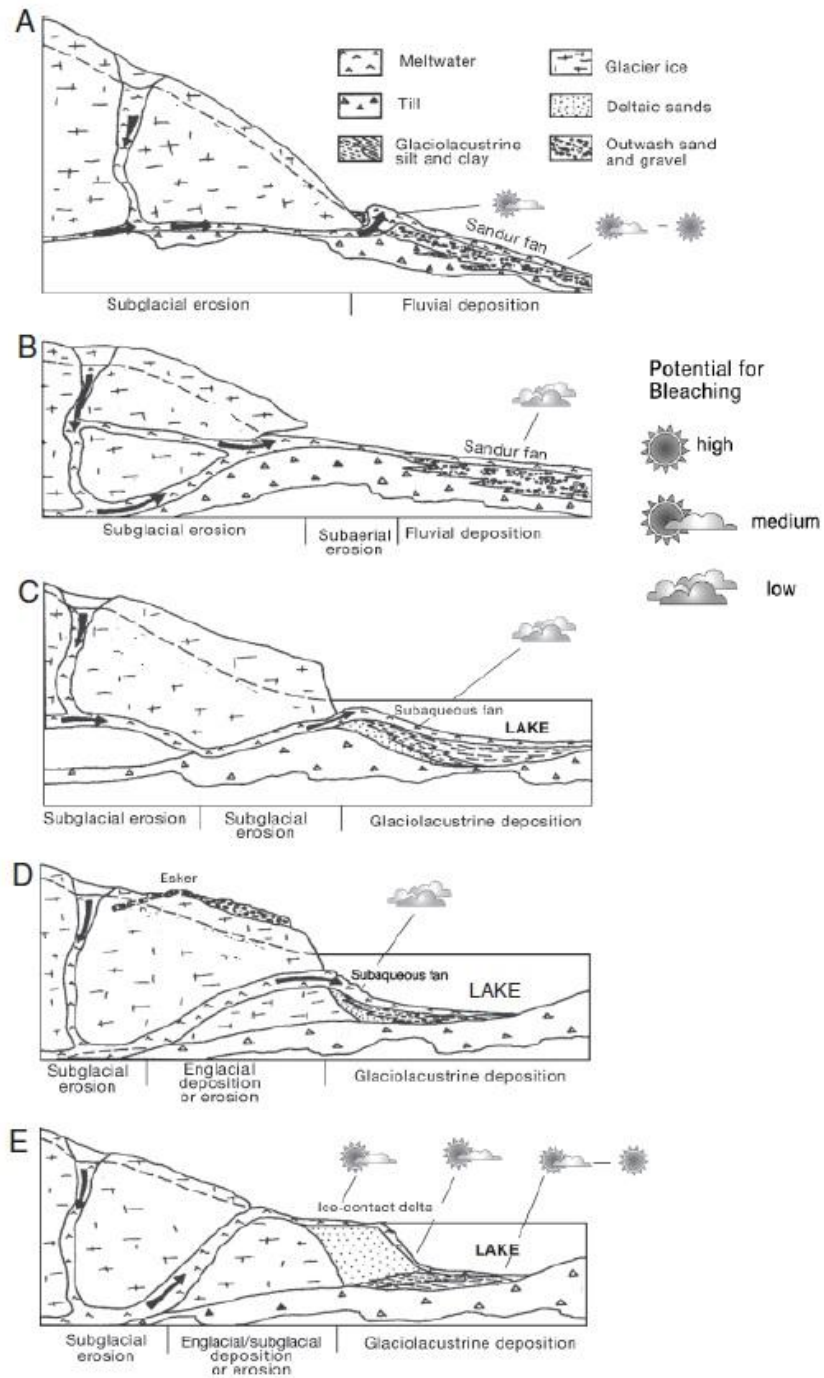 A
Meltwater
Glacier ice
Till
Deltaic sands
Glaciolacustrine
silt and clay
Outwash sand
and gravel
Sandur fan
Subglacial erosion
Fluvial deposition
B
Sandur fan
Subglacial erosion
Subaerial
erosion
Fluvial deposition
Potential for
Bleaching
high
medium
low
C
Subaqueous fan
LAKE
Subglacial erosion
Subglacial
erosion
Glaciolacustrine deposition
D
Esker
Subaqueous fan
LAKE
Subglacial
erosion
Englacial
deposition
or erosion
Glaciolacustrine deposition
E
Ice-contact delta
LAKE
Subglacial
erosion
Englacial/subglacial
deposition
or erosion
Glaciolacustrine deposition